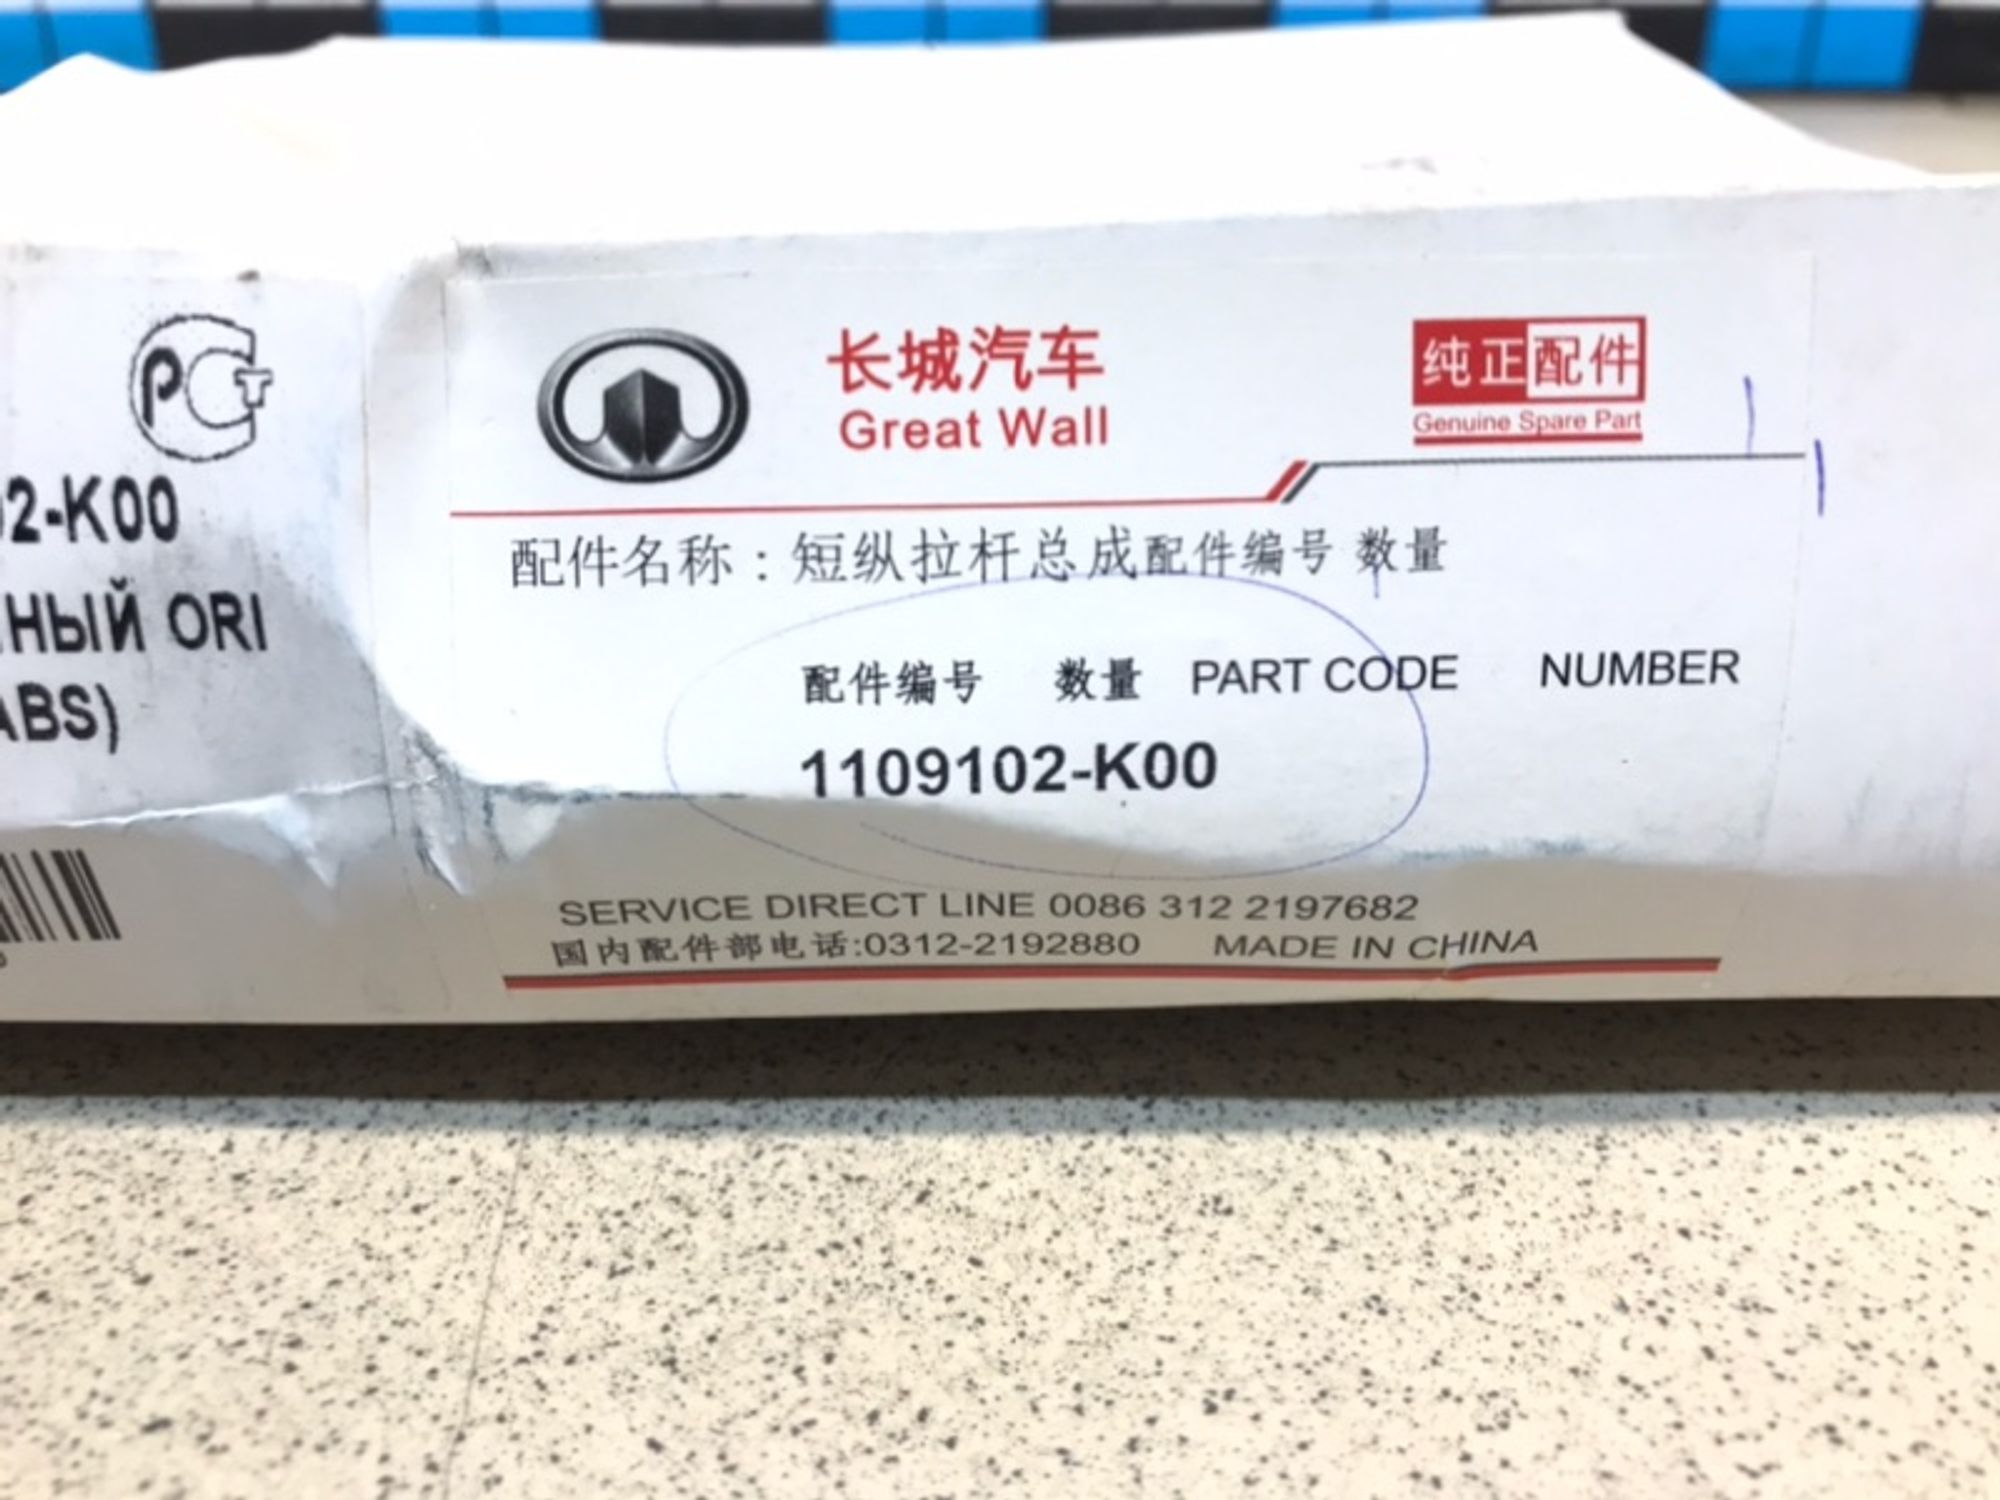 РСТ
02-K00
НЫЙ ORI
ABS)
长城汽车
Great Wall
纯正配件
Genuine Spare Part
配件名称：短纵拉杆总成配件编号 数量
配件编号 数量 PART CODE NUMBER
1109102-K00
SERVICE DIRECT LINE 0086 312 2197682
国内配件部电话:0312-2192880 MADE IN CHINA